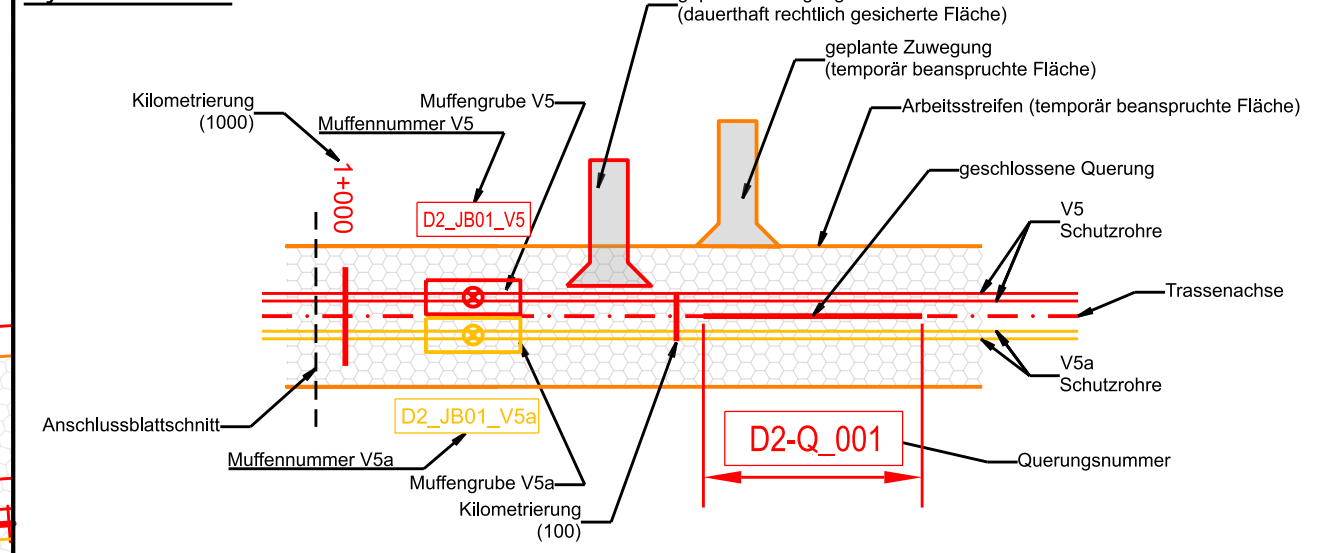 (dauerthaft rechtlich gesicherte Fläche)
geplante Zuwegung
(temporär beanspruchte Fläche)
Kilometrierung
(1000)
Muffengrube V5
Arbeitsstreifen (temporär beanspruchte Fläche)
Muffennummer V5
1+000
geschlossene Querung
D2_JB01_V5
V5
Schutzrohre
Trassenachse
V5a
Schutzrohre
D2_JB01_V5a
Anschlussblattschnitt
D2-Q_001
Muffennummer V5a
Querungsnummer
Muffengrube V5a
Kilometrierung
(100)